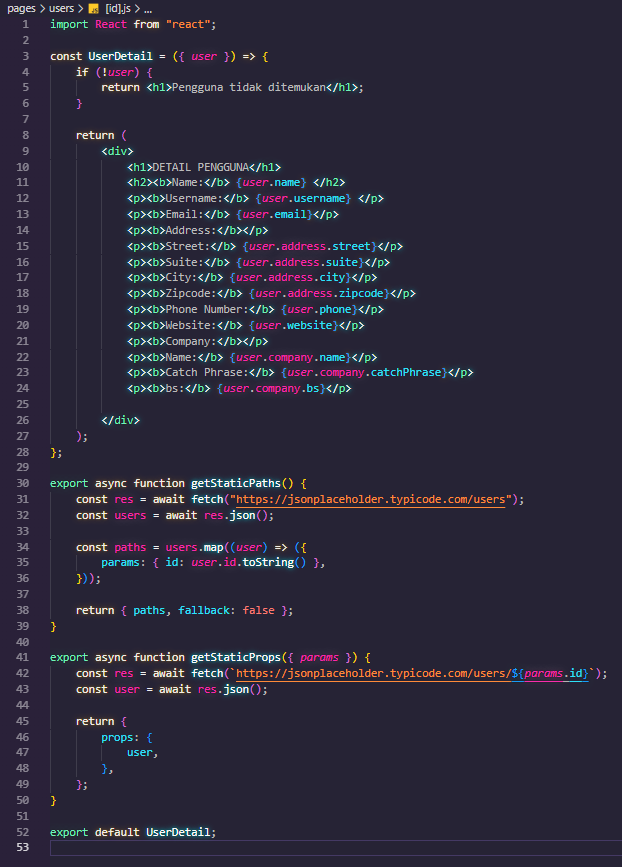 pages > users > JS [id].js > ...
1 import React from "react";
2
3 const UserDetail = ({ user }) => {
4     if (!user) {
5         return <h1>Pengguna tidak ditemukan</h1>;
6     }
7
8     return (
9         <div>
10             <h1>DETAIL PENGGUNA</h1>
11             <h2><b>Name:</b> {user.name} </h2>
12             <p><b>Username:</b> {user.username} </p>
13             <p><b>Email:</b> {user.email}</p>
14             <p><b>Address:</b></p>
15             <p><b>Street:</b> {user.address.street}</p>
16             <p><b>Suite:</b> {user.address.suite}</p>
17             <p><b>City:</b> {user.address.city}</p>
18             <p><b>Zipcode:</b> {user.address.zipcode}</p>
19             <p><b>Phone Number:</b> {user.phone}</p>
20             <p><b>Website:</b> {user.website}</p>
21             <p><b>Company:</b></p>
22             <p><b>Name:</b> {user.company.name}</p>
23             <p><b>Catch Phrase:</b> {user.company.catchPhrase}</p>
24             <p><b>bs:</b> {user.company.bs}</p>
25
26         </div>
27     );
28 };
29
30 export async function getStaticPaths() {
31     const res = await fetch("https://jsonplaceholder.typicode.com/users");
32     const users = await res.json();
33
34     const paths = users.map((user) => ({
35         params: { id: user.id.toString() },
36     }));
37
38     return { paths, fallback: false };
39 }
40
41 export async function getStaticProps({ params }) {
42     const res = await fetch(`https://jsonplaceholder.typicode.com/users/${params.id}`);
43     const user = await res.json();
44
45     return {
46         props: {
47             user,
48         },
49     };
50 }
51
52 export default UserDetail;
53